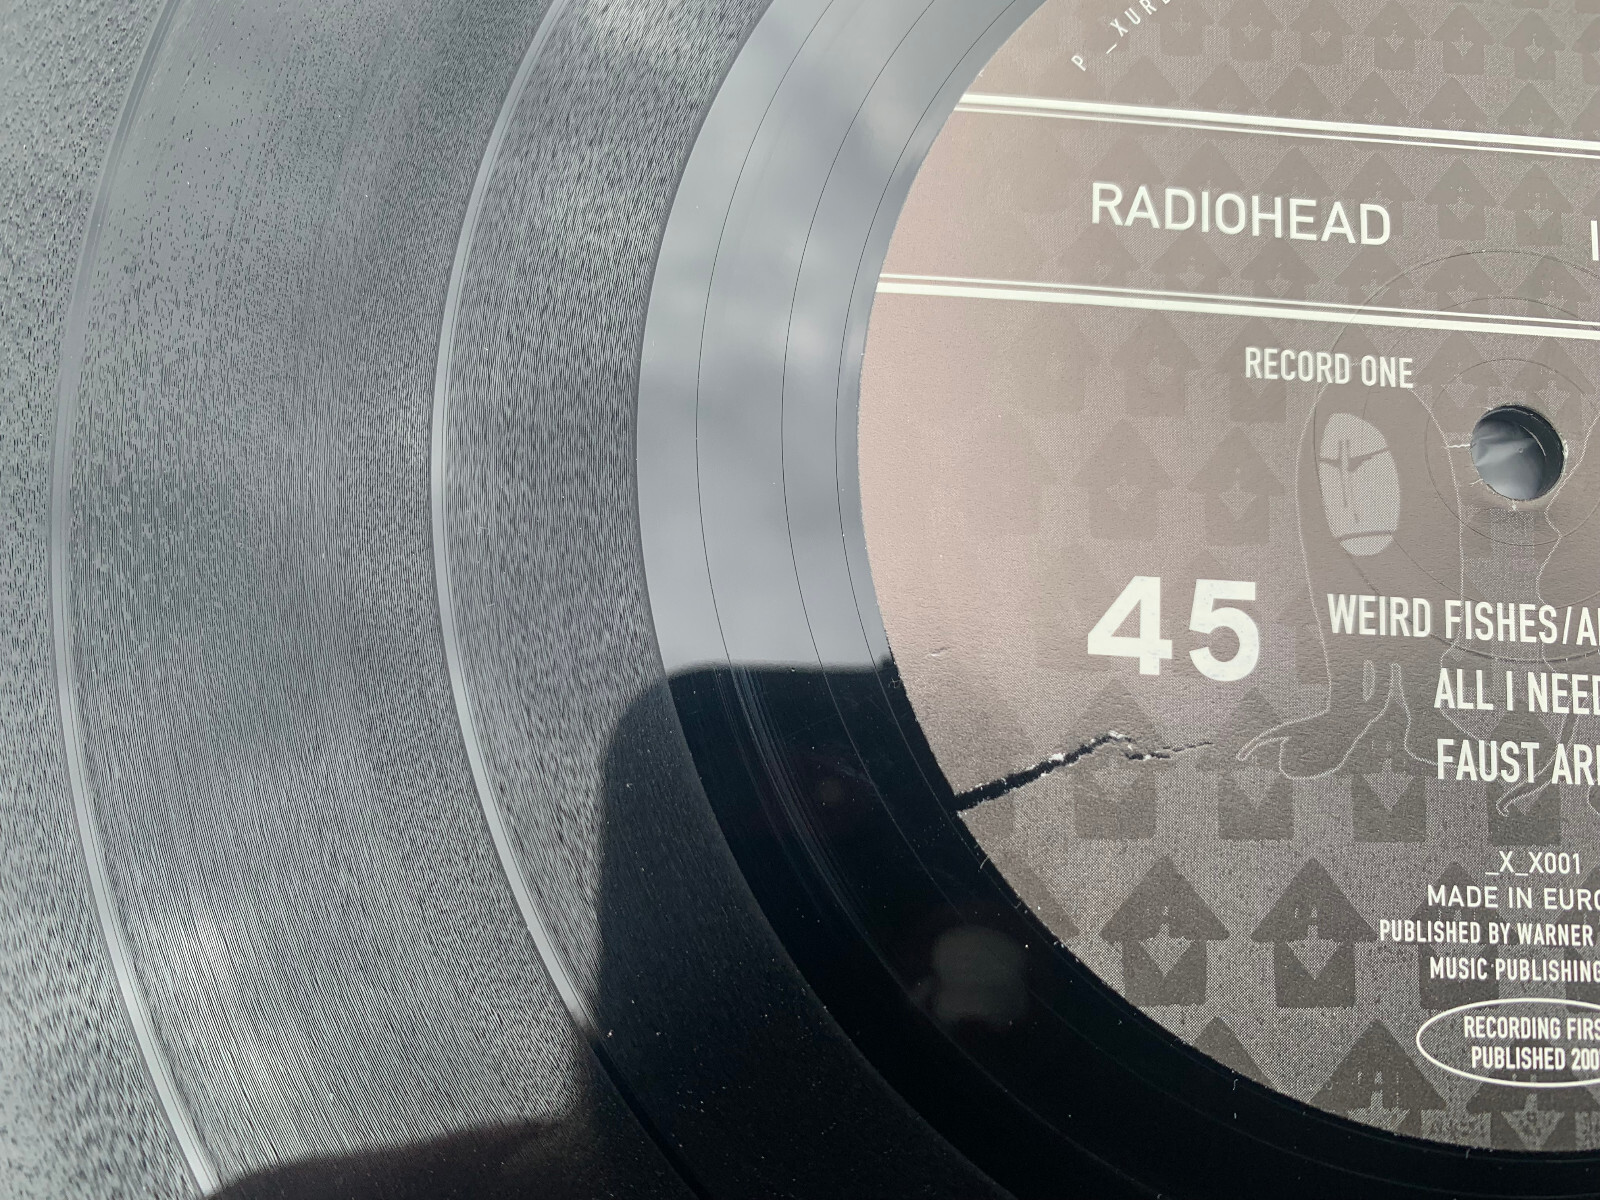 P _XURB
RADIOHEAD
RECORD ONE
45
WEIRD FISHES/A
ALL I NEED
FAUST AR
_X_X001
MADE IN EURO
PUBLISHED BY WARNER
MUSIC PUBLISHING
RECORDING FIRS
PUBLISHED 200